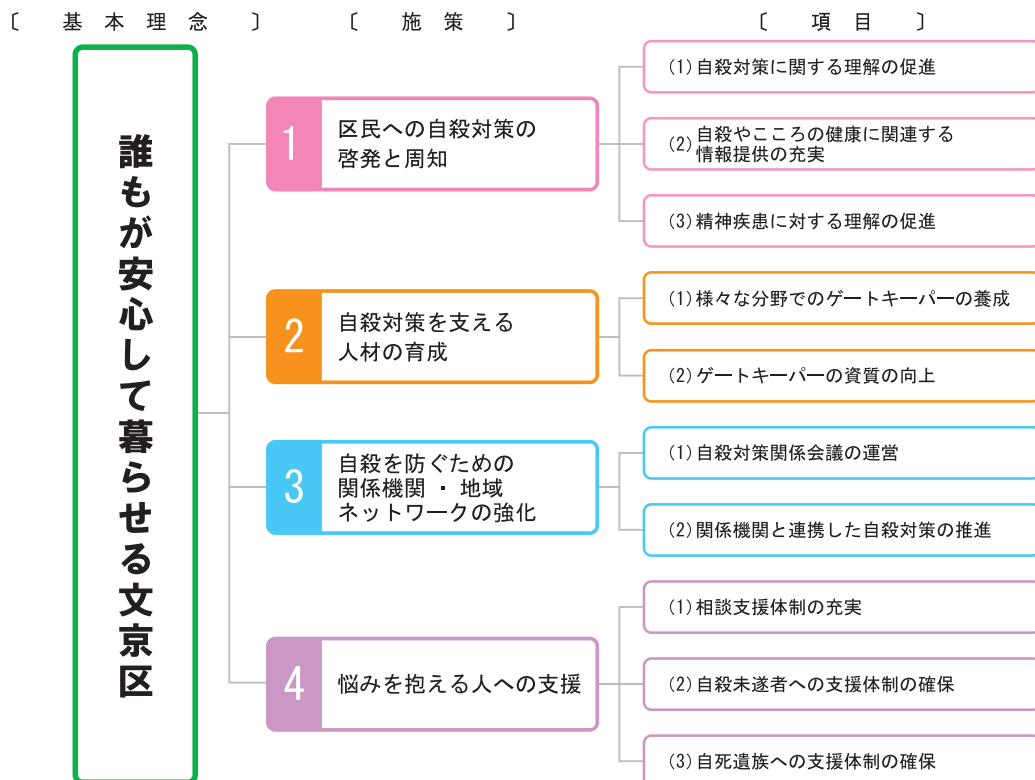 〔 基本理念 〕 〔 施策 〕 〔 項目 〕
誰もが安心して暮らせる文京区
1
区民への自殺対策の
啓発と周知
(1)自殺対策に関する理解の促進
(2)自殺やこころの健康に関連する
情報提供の充実
(3)精神疾患に対する理解の促進
2
自殺対策を支える
人材の育成
(1)様々な分野でのゲートキーパーの養成
(2)ゲートキーパーの資質の向上
3
自殺を防ぐための
関係機関・地域
ネットワークの強化
(1)自殺対策関係会議の運営
(2)関係機関と連携した自殺対策の推進
4
悩みを抱える人への支援
(1)相談支援体制の充実
(2)自殺未遂者への支援体制の確保
(3)自死遺族への支援体制の確保